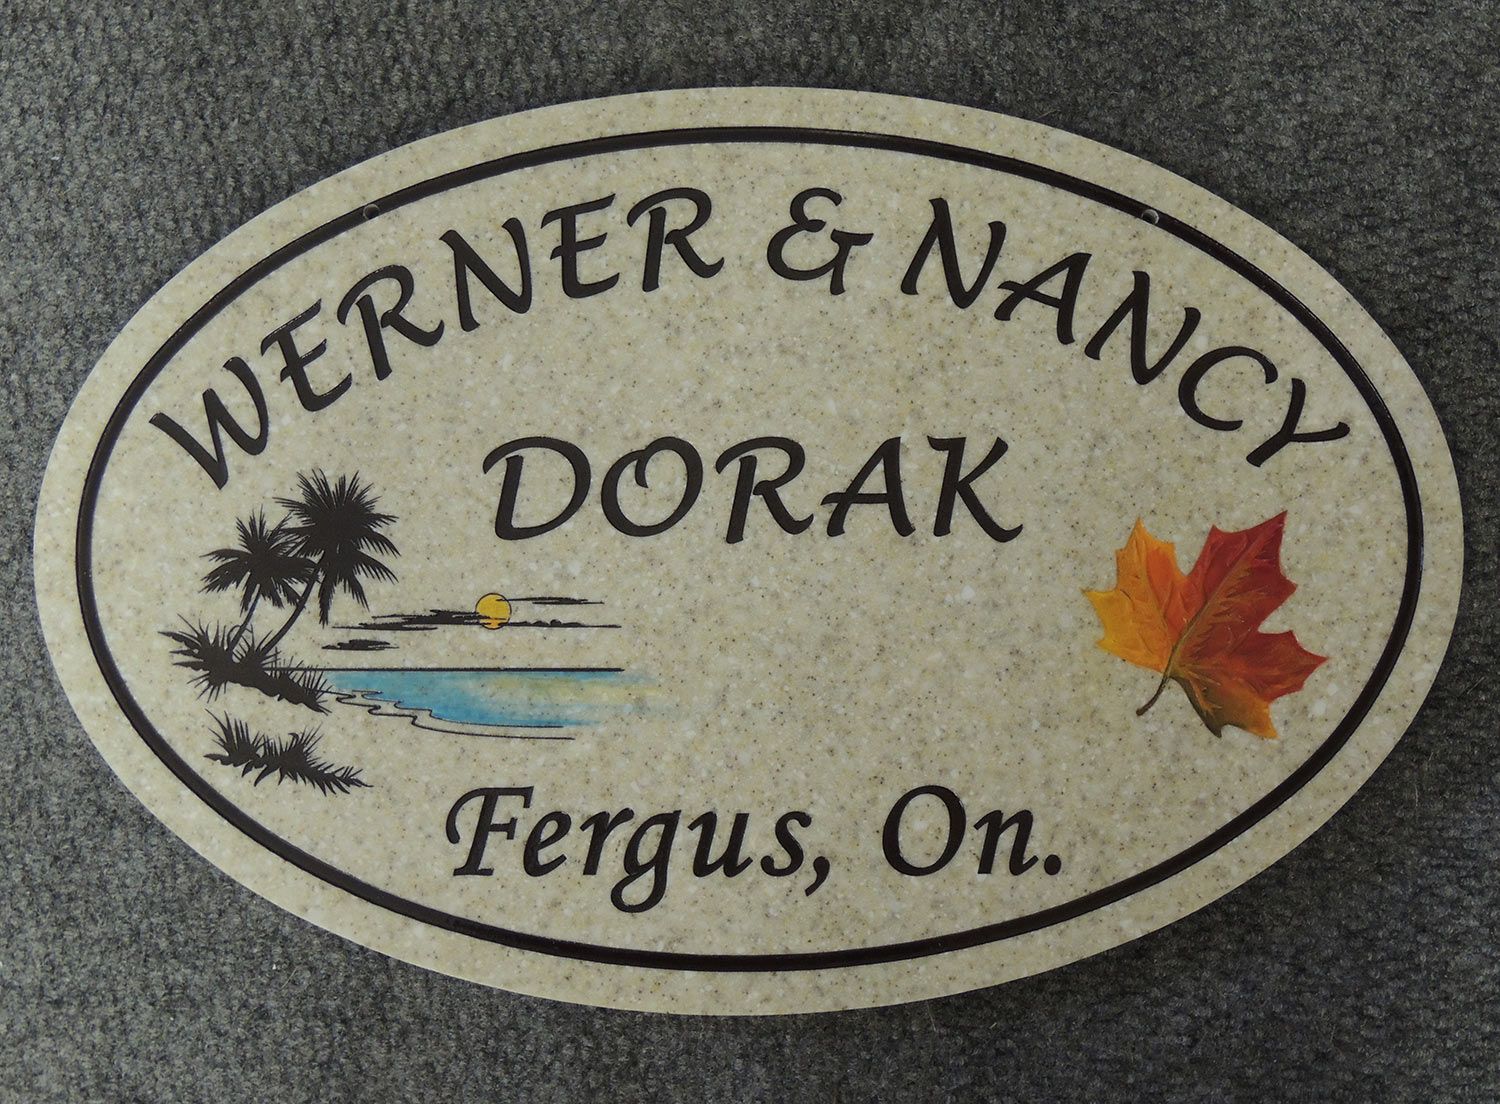 WERNER & NANCY
DORAK
Fergus, On.